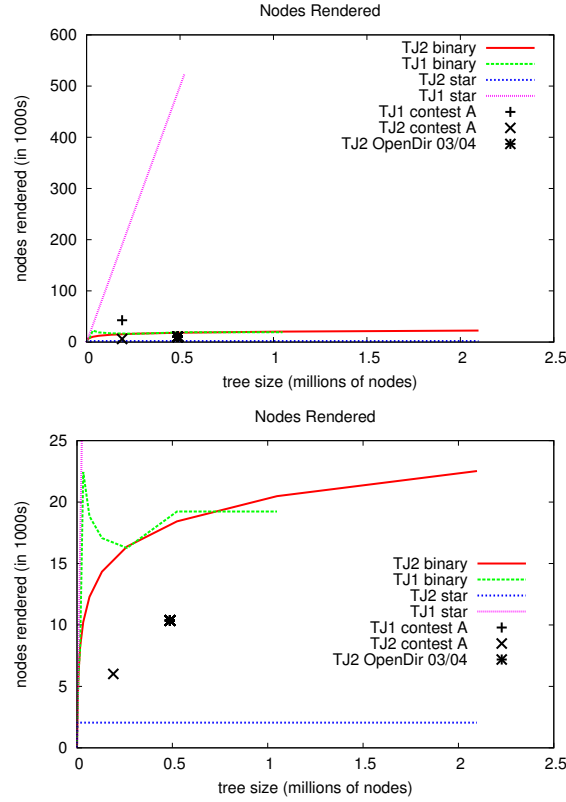 Nodes Rendered
600
500
400
300
200
100
0
nodes rendered (in 1000s)
TJ2 binary
TJ1 binary
TJ2 star
TJ1 star
TJ1 contest A
TJ2 contest A
TJ2 OpenDir 03/04
0 0.5 1 1.5 2 2.5
tree size (millions of nodes)
Nodes Rendered
25
20
15
10
5
0
nodes rendered (in 1000s)
TJ2 binary
TJ1 binary
TJ2 star
TJ1 star
TJ1 contest A
TJ2 contest A
TJ2 OpenDir 03/04
0 0.5 1 1.5 2 2.5
tree size (millions of nodes)